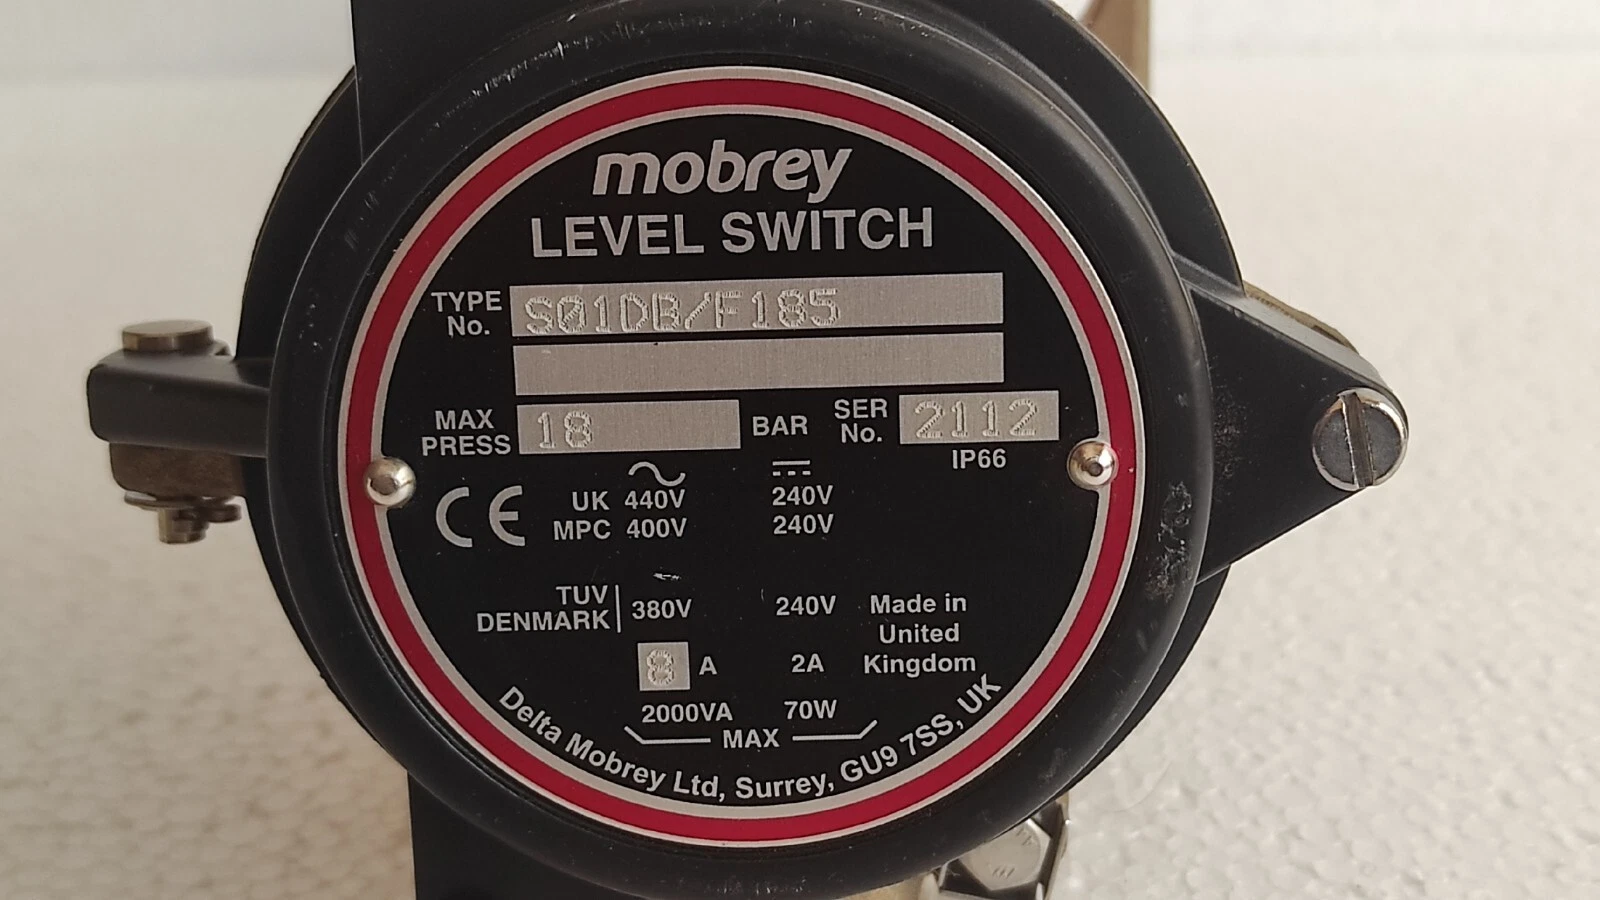 mobrey
LEVEL SWITCH
TYPE No. S01DB/F185
MAX PRESS 18 BAR SER No. 2112
IP66
CE UK 440V 240V
MPC 400V 240V
TUV DENMARK 380V 240V
Made in
United
Kingdom
8 A 2A
2000VA 70W
MAX
Delta Mobrey Ltd, Surrey, GU9 7SS, UK